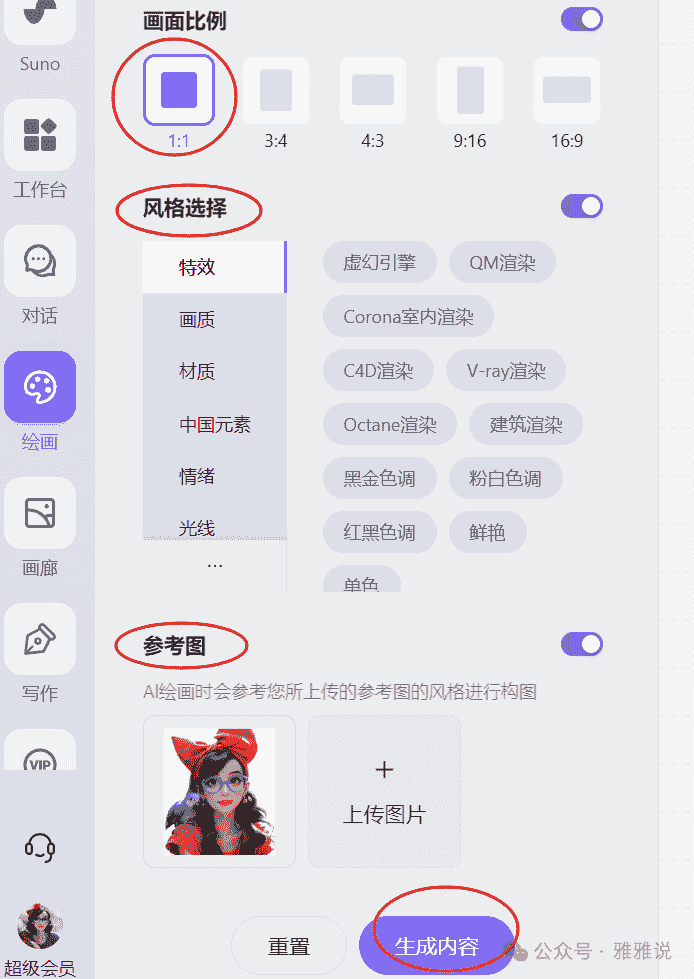 Suno
工作台
对话
绘画
画廊
写作
VIP
超级会员
画面比例
1:1
3:4
4:3
9:16
16:9
风格选择
特效
画质
材质
中国元素
情绪
光线
...
虚幻引擎
QM渲染
Corona室内渲染
C4D渲染
V-ray渲染
Octane渲染
建筑渲染
黑金色调
粉白色调
红黑色调
鲜艳
单色
参考图
AI绘画时会参考您所上传的参考图的风格进行构图
+
上传图片
重置
生成内容
公众号·雅雅说